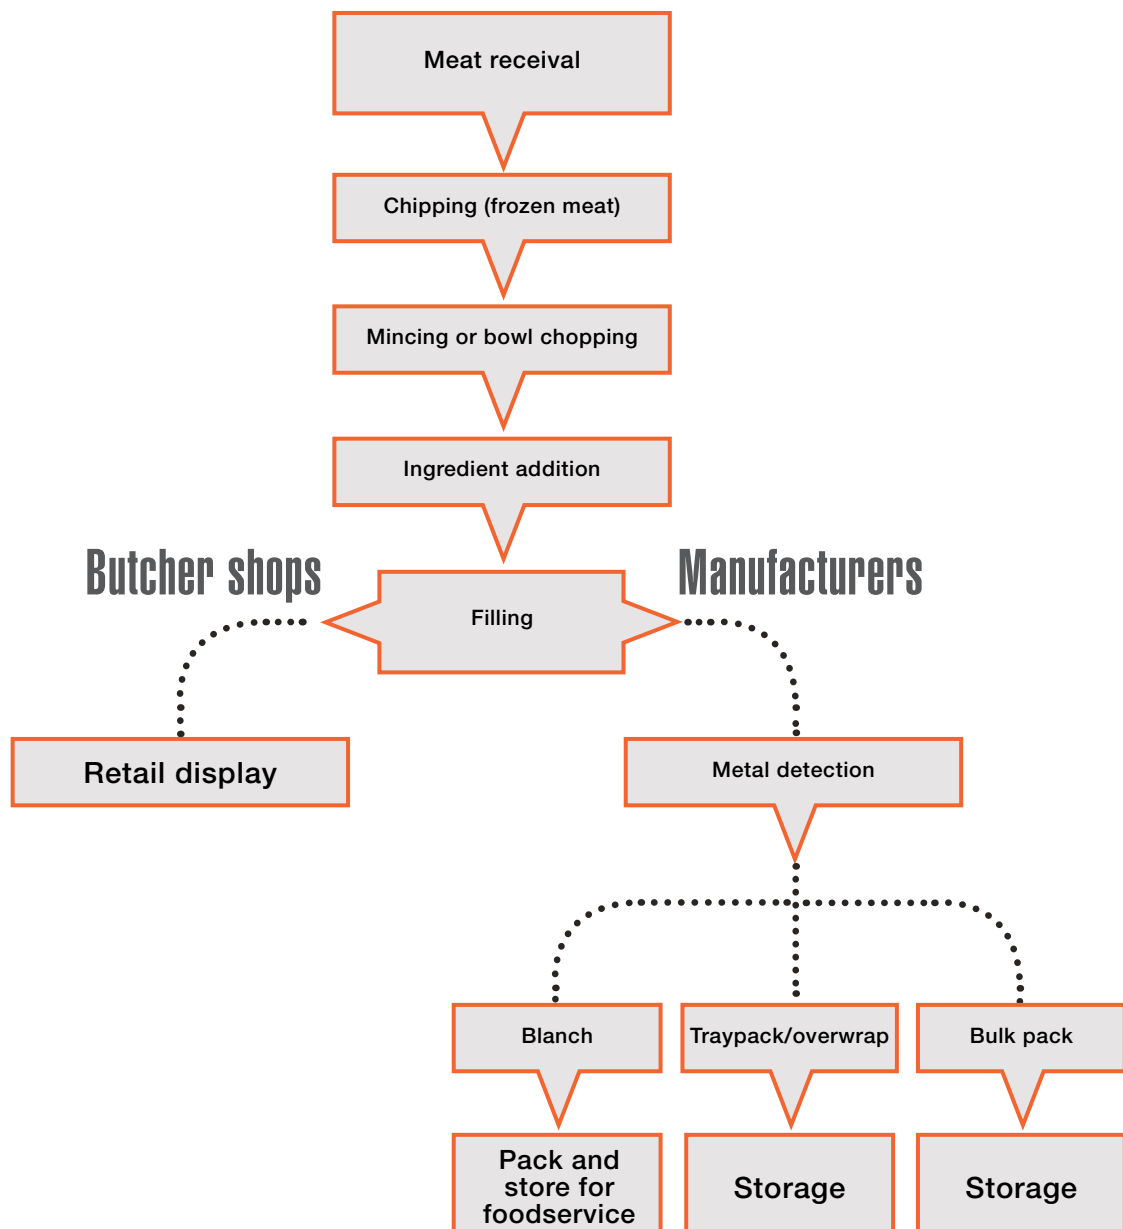 Meat receival
Chipping (frozen meat)
Mincing or bowl chopping
Ingredient addition
Butcher shops
Manufacturers
Filling
Retail display
Metal detection
Blanch
Traypack/overwrap
Bulk pack
Pack and
store for
foodservice
Storage
Storage